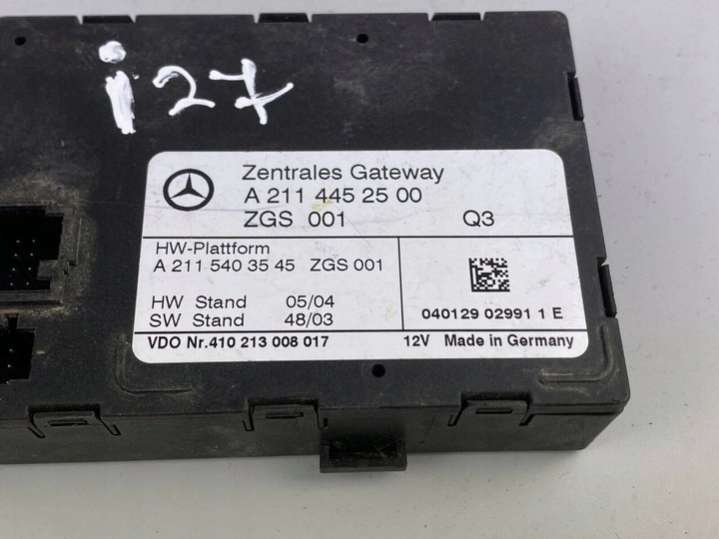 i27
Zentrales Gateway
A 211 445 25 00
ZGS 001 Q3
HW-Plattform
A 211 540 35 45 ZGS 001
HW Stand 05/04
SW Stand 48/03
040129 02991 1 E
VDO Nr.410 213 008 017 12V Made in Germany